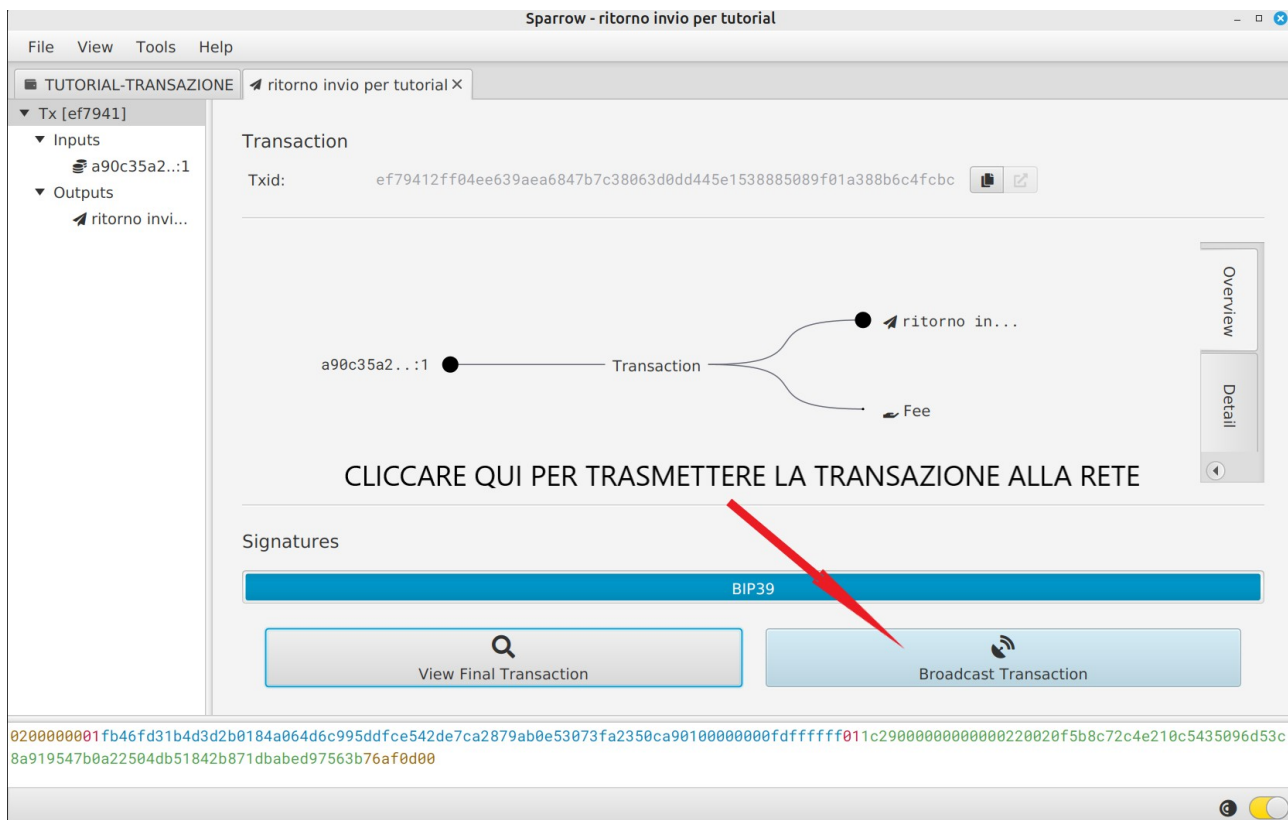 Sparrow - ritorno invio per tutorial
File View Tools Help
TUTORIAL-TRANSAZIONE ritorno invio per tutorial
Tx [ef7941]
Inputs
a90c35a2..:1
Outputs
ritorno invi...
Transaction
Txid: ef79412ff04ee639aea6847b7c38063d0dd445e1538885089f01a388b6c4fcbc
Overview
Detail
ritorno in...
a90c35a2..:1 Transaction
Fee
CLICCARE QUI PER TRASMETTERE LA TRANSAZIONE ALLA RETE
Signatures
BIP39
View Final Transaction
Broadcast Transaction
0200000001fb46fd31b4d3d2b0184a064d6c995ddfce542de7ca2879ab0e53073fa2350ca90100000000fdffffff011c29000000000000220020f5b8c72c4e210c5435096d53c
8a919547b0a22504db51842b871dbabed97563b76af0d00